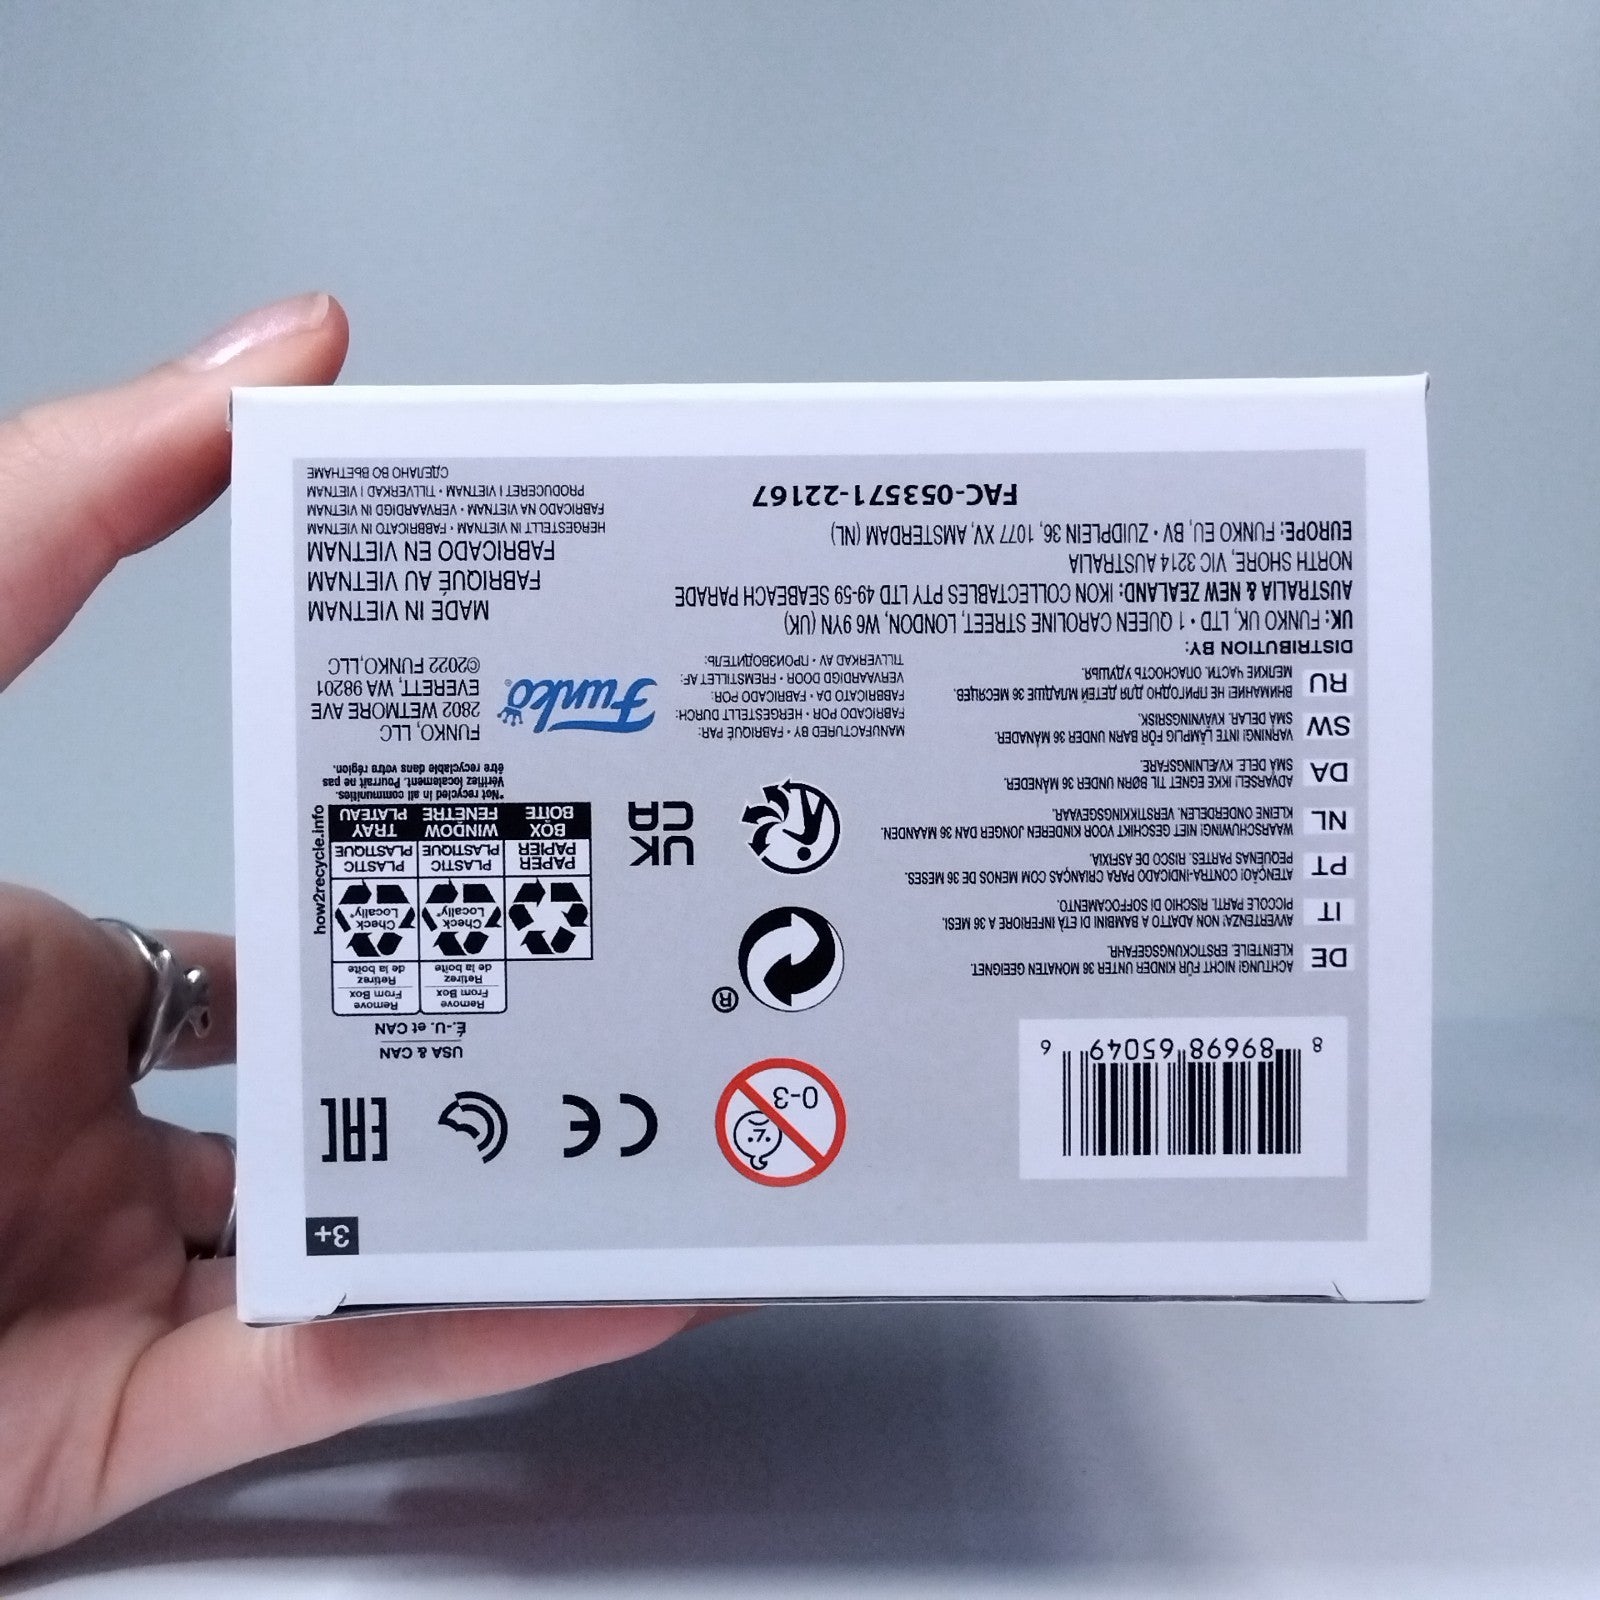 3+
8 89698 65049 6
0-3
CE
EAC
DE
ACHTUNG! NICHT FÜR KINDER UNTER 36 MONATEN GEEIGNET.
KLEINTEILE. ERSTICKUNGSGEFAHR.
IT
AVVERTENZA: NON ADATTO A BAMBINI DI ETÀ INFERIORE A 36 MESI.
PICCOLE PARTI. RISCHIO DI SOFFOCAMENTO.
PT
ATENÇÃO! CONTRA-INDICADO PARA CRIANÇAS COM MENOS DE 36 MESES.
PEQUENAS PARTES. RISCO DE ASFIXIA.
NL
WAARSCHUWING! NIET GESCHIKT VOOR KINDEREN JONGER DAN 36 MAANDEN.
KLEINE ONDERDELEN. VERSTIKKINGSGEVAAR.
DA
ADVARSEL! IKKE EGNET TIL BØRN UNDER 36 MÅNEDER.
SMÅ DELE. KVÆLNINGSFARE.
SW
VARNING! INTE LÄMPLIG FÖR BARN UNDER 36 MÅNADER.
SMÅ DELAR. KVÄVNINGSRISK.
RU
ВНИМАНИЕ! НЕ ПРИГОДНО ДЛЯ ДЕТЕЙ МЛАДШЕ 36 МЕСЯЦЕВ.
МЕЛКИЕ ЧАСТИ. ОПАСНОСТЬ УДУШЬЯ.
®
UK
CA
USA & CAN
É.-U. et CAN
Remove From Box
Retirez de la boîte
Remove From Box
Retirez de la boîte
Check Locally*
Check Locally*
PAPER
PAPIER
PLASTIC
PLASTIQUE
PLASTIC
PLASTIQUE
BOX
BOÎTE
WINDOW
FENÊTRE
TRAY
PLATEAU
how2recycle.info
*Not recycled in all communities.
Vérifiez localement. Pourrait ne pas
être recyclable dans votre région.
MANUFACTURED BY • FABRIQUÉ PAR:
FABRICADO POR • HERGESTELLT DURCH:
FABBRICATO DA • FABRICADO POR:
VERVAARDIGD DOOR • FREMSTILLET AF:
TILLVERKAD AV • ПРОИЗВОДИТЕЛЬ:
Funko®
FUNKO, LLC
2802 WETMORE AVE
EVERETT, WA 98201
©2022 FUNKO,LLC
DISTRIBUTION BY:
UK: FUNKO UK, LTD • 1 QUEEN CAROLINE STREET, LONDON, W6 9YN (UK)
AUSTRALIA & NEW ZEALAND: IKON COLLECTABLES PTY LTD 49-59 SEABEACH PARADE
NORTH SHORE, VIC 3214 AUSTRALIA
EUROPE: FUNKO EU, BV • ZUIDPLEIN 36, 1077 XV, AMSTERDAM (NL)
FAC-053571-22167
MADE IN VIETNAM
FABRIQUÉ AU VIETNAM
FABRICADO EN VIETNAM
HERGESTELLT IN VIETNAM • FABBRICATO IN VIETNAM
FABRICADO NA VIETNAM • VERVAARDIGD IN VIETNAM
PRODUCERET I VIETNAM • TILLVERKAD I VIETNAM
СДЕЛАНО ВО ВЬЕТНАМЕ